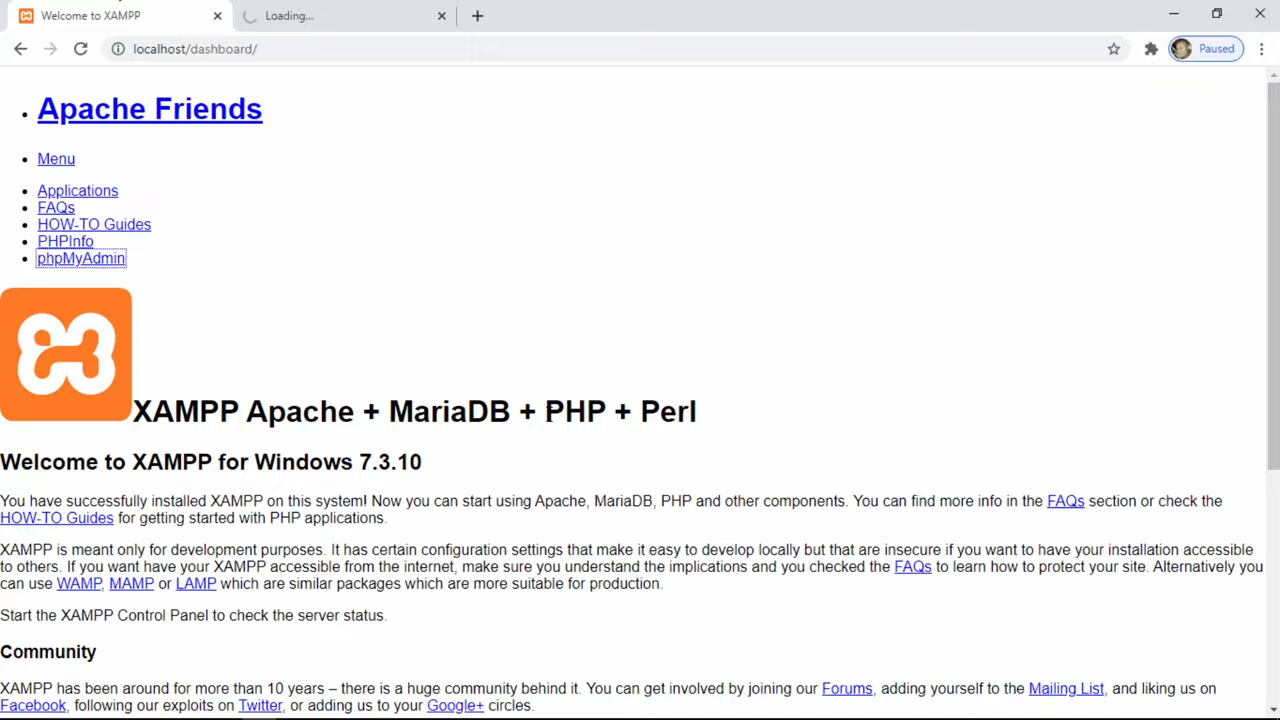 Welcome to XAMPP
Loading...
localhost/dashboard/
Paused
Apache Friends
Menu
Applications
FAQs
HOW-TO Guides
PHPInfo
phpMyAdmin
XAMPP Apache + MariaDB + PHP + Perl
Welcome to XAMPP for Windows 7.3.10
You have successfully installed XAMPP on this system! Now you can start using Apache, MariaDB, PHP and other components. You can find more info in the FAQs section or check the
HOW-TO Guides for getting started with PHP applications.
XAMPP is meant only for development purposes. It has certain configuration settings that make it easy to develop locally but that are insecure if you want to have your installation accessible
to others. If you want have your XAMPP accessible from the internet, make sure you understand the implications and you checked the FAQs to learn how to protect your site. Alternatively you
can use WAMP, MAMP or LAMP which are similar packages which are more suitable for production.
Start the XAMPP Control Panel to check the server status.
Community
XAMPP has been around for more than 10 years – there is a huge community behind it. You can get involved by joining our Forums, adding yourself to the Mailing List, and liking us on
Facebook, following our exploits on Twitter, or adding us to your Google+ circles.